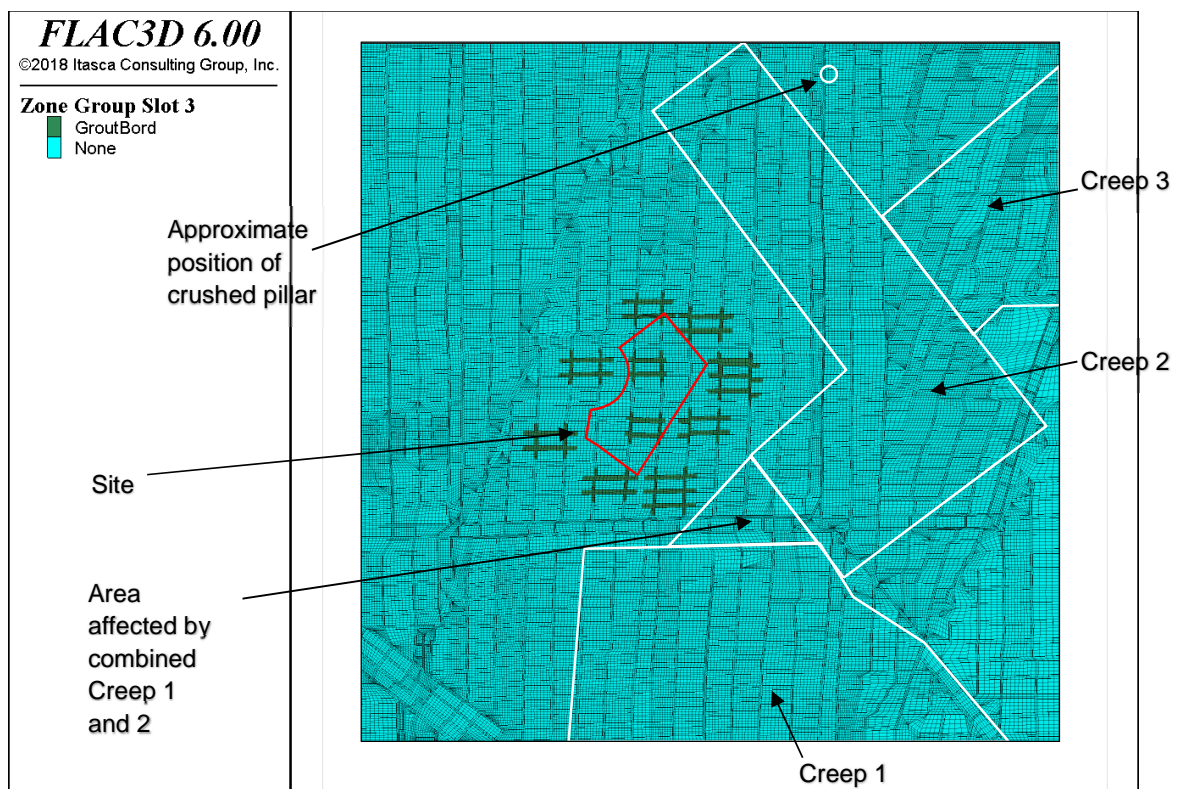 FLAC3D 6.00
©2018 Itasca Consulting Group, Inc.
Zone Group Slot 3
GroutBord
None
Approximate
position of
crushed pillar
Creep 3
Creep 2
Site
Area
affected by
combined
Creep 1
and 2
Creep 1